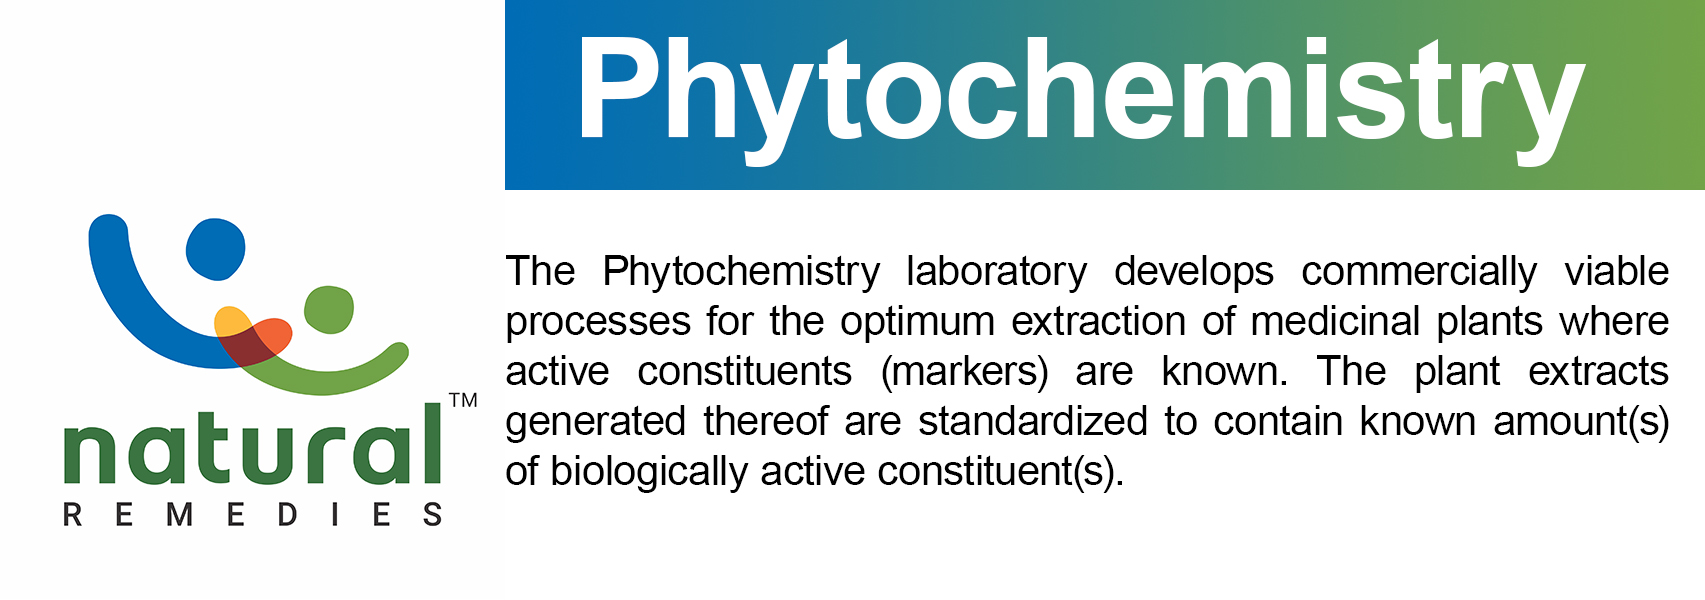 Phytochemistry
The Phytochemistry laboratory develops commercially viable
processes for the optimum extraction of medicinal plants where
active constituents (markers) are known. The plant extracts
generated thereof are standardized to contain known amount(s)
of biologically active constituent(s).
natural™
REMEDIES